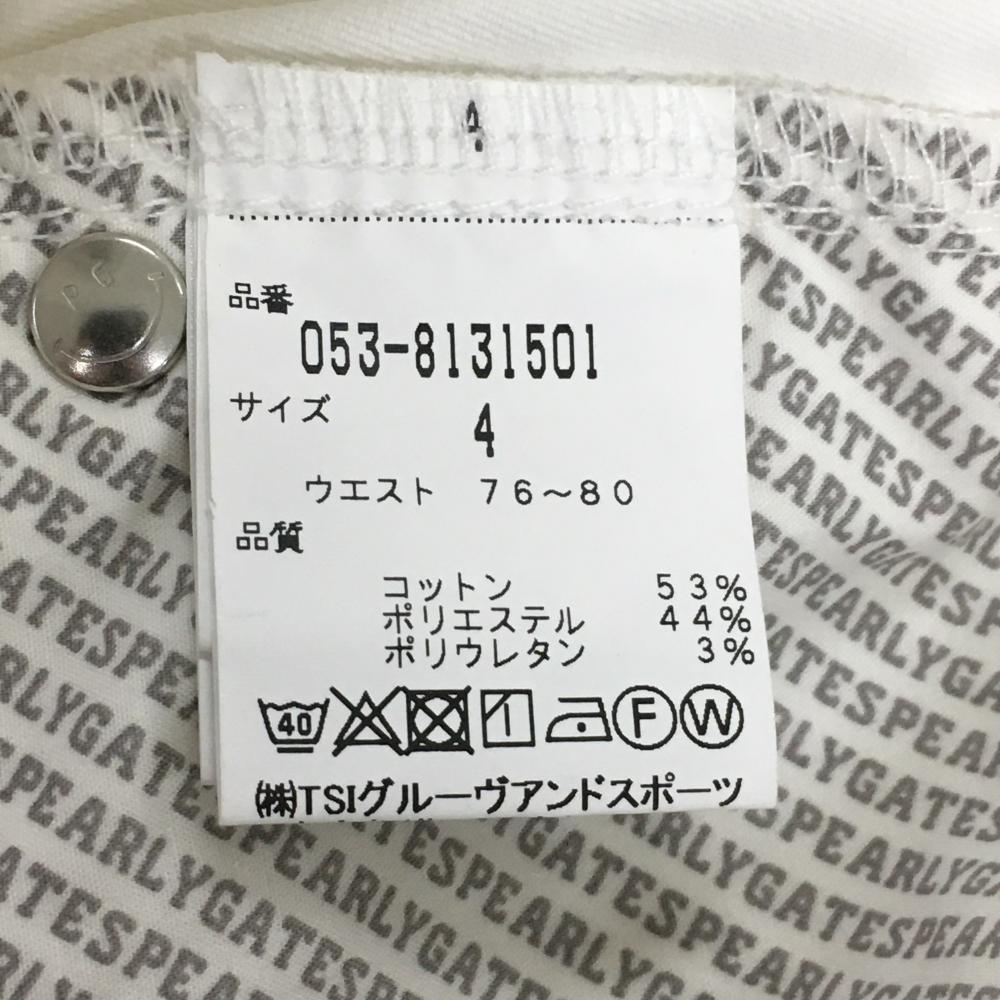 4
品番
053-8131501
サイズ
4
ウエスト 76~80
品質
コットン 53%
ポリエステル 44%
ポリウレタン 3%
40 F W
㈱TSIグルーヴアンドスポーツ
PEARLYGATESPEARLYGATES